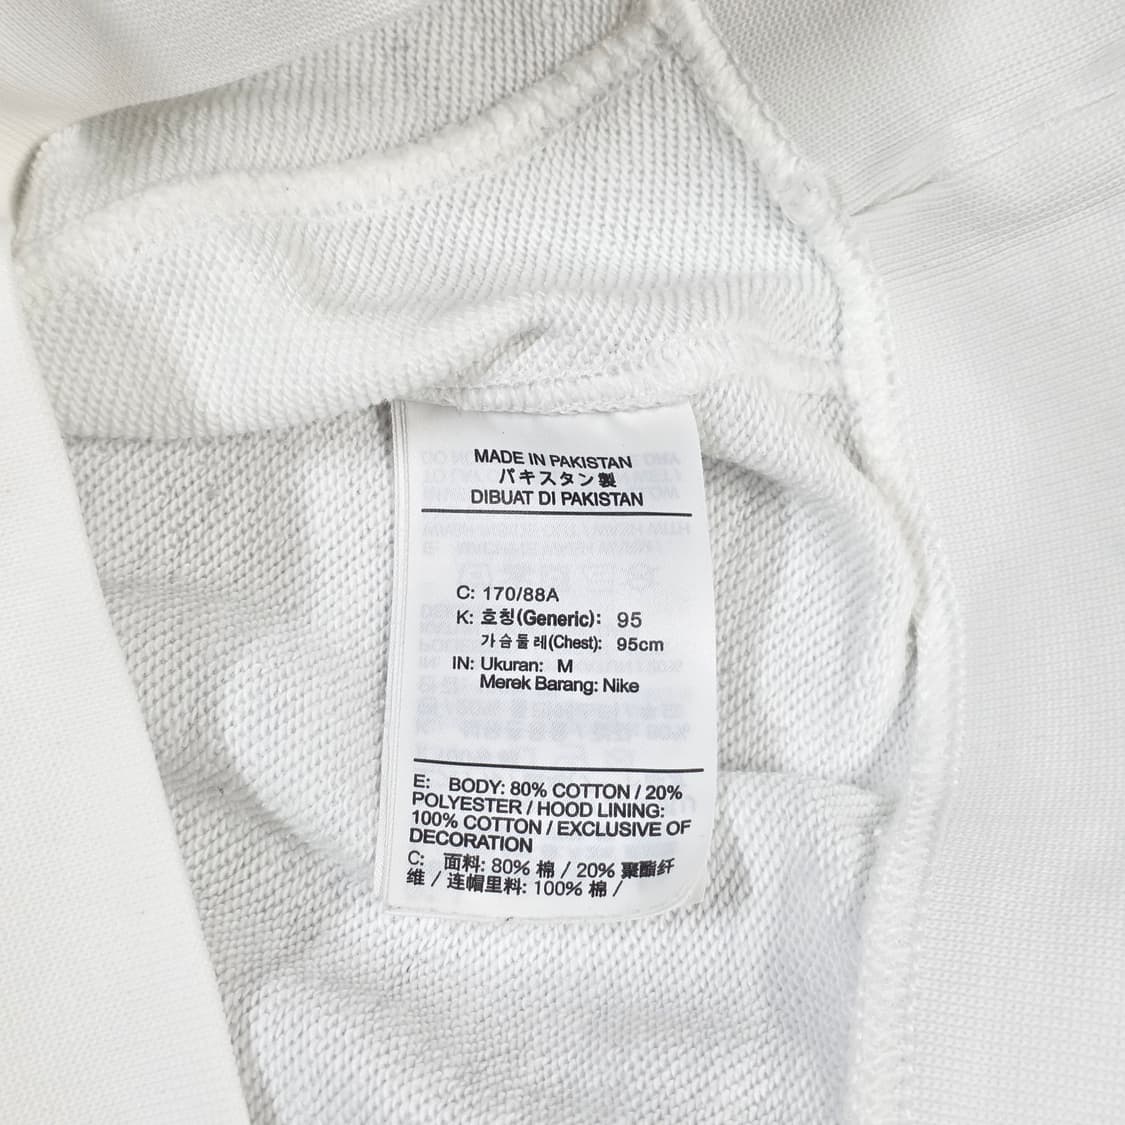 MADE IN PAKISTAN
パキスタン製
DIBUAT DI PAKISTAN
C: 170/88A
K: 호칭(Generic): 95
가슴둘레(Chest): 95cm
IN: Ukuran: M
Merek Barang: Nike
E: BODY: 80% COTTON / 20%
POLYESTER / HOOD LINING:
100% COTTON / EXCLUSIVE OF
DECORATION
C: 面料: 80% 棉 / 20% 聚酯纤
维 / 连帽里料: 100% 棉 /